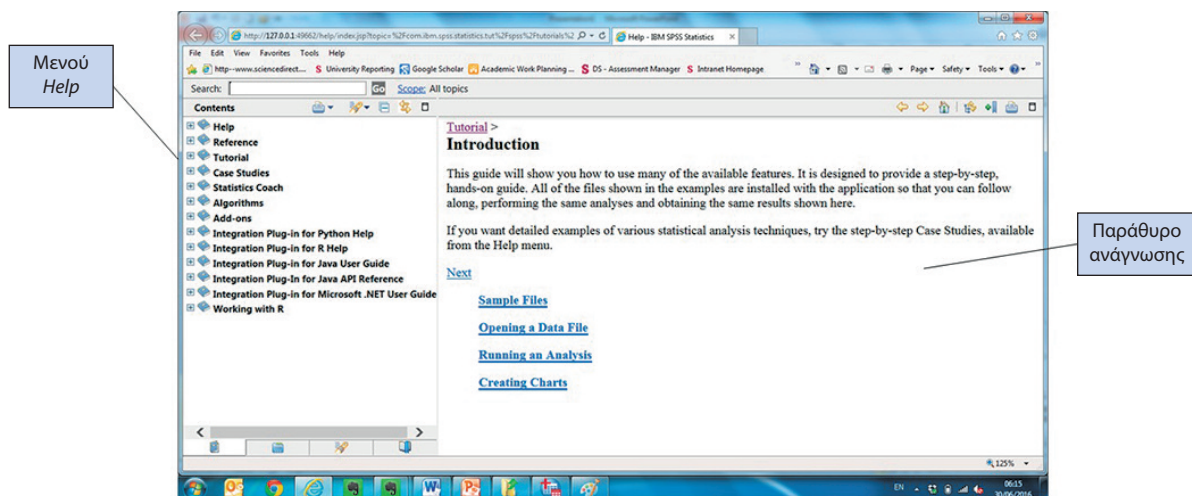 Μενού
Help
http://127.0.0.1:49662/help/index.jsp?topic=%2Fcom.ibm.spss.statistics.tut%2Fspss%2Ftutorials%2
Help - IBM SPSS Statistics
File Edit View Favorites Tools Help
http--www.sciencedirect... University Reporting Google Scholar Academic Work Planning ... DS - Assessment Manager Intranet Homepage
Page Safety Tools
Search: Go Scope: All topics
Contents
Help
Reference
Tutorial
Case Studies
Statistics Coach
Algorithms
Add-ons
Integration Plug-in for Python Help
Integration Plug-in for R Help
Integration Plug-in for Java User Guide
Integration Plug-In for Java API Reference
Integration Plug-in for Microsoft .NET User Guide
Working with R
Tutorial >
Introduction
This guide will show you how to use many of the available features. It is designed to provide a step-by-step,
hands-on guide. All of the files shown in the examples are installed with the application so that you can follow
along, performing the same analyses and obtaining the same results shown here.
If you want detailed examples of various statistical analysis techniques, try the step-by-step Case Studies, available
from the Help menu.
Next
Sample Files
Opening a Data File
Running an Analysis
Creating Charts
Παράθυρο
ανάγνωσης
125%
EN
06:15
30/06/2016